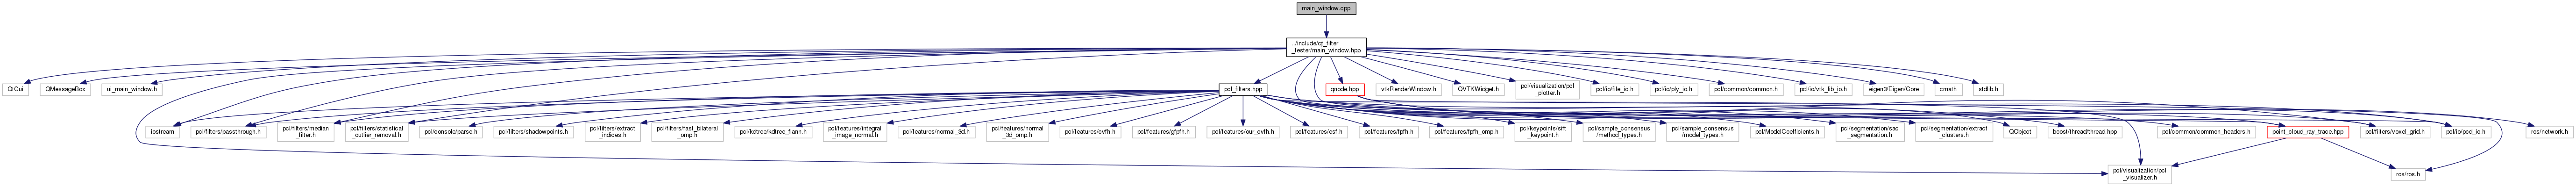 main_window.cpp
../include/qt_filter
_tester/main_window.hpp
QtGui
QMessageBox
ui_main_window.h
pcl_filters.hpp
qnode.hpp
vtkRenderWindow.h
QVTKWidget.h
pcl/visualization/pcl
_plotter.h
pcl/io/file_io.h
pcl/io/ply_io.h
pcl/common/common.h
pcl/io/vtk_lib_io.h
eigen3/Eigen/Core
cmath
stdlib.h
iostream
pcl/filters/passthrough.h
pcl/filters/median
_filter.h
pcl/filters/statistical
_outlier_removal.h
pcl/console/parse.h
pcl/filters/shadowpoints.h
pcl/filters/extract
_indices.h
pcl/filters/fast_bilateral
_omp.h
pcl/kdtree/kdtree_flann.h
pcl/features/integral
_image_normal.h
pcl/features/normal_3d.h
pcl/features/normal
_3d_omp.h
pcl/features/cvfh.h
pcl/features/gfpfh.h
pcl/features/our_cvfh.h
pcl/features/esf.h
pcl/features/fpfh.h
pcl/features/fpfh_omp.h
pcl/keypoints/sift
_keypoint.h
pcl/sample_consensus
/method_types.h
pcl/sample_consensus
/model_types.h
pcl/ModelCoefficients.h
pcl/segmentation/sac
_segmentation.h
pcl/segmentation/extract
_clusters.h
QObject
boost/thread/thread.hpp
pcl/common/common_headers.h
point_cloud_ray_trace.hpp
pcl/filters/voxel_grid.h
pcl/io/pcd_io.h
ros/network.h
pcl/visualization/pcl
_visualizer.h
ros/ros.h